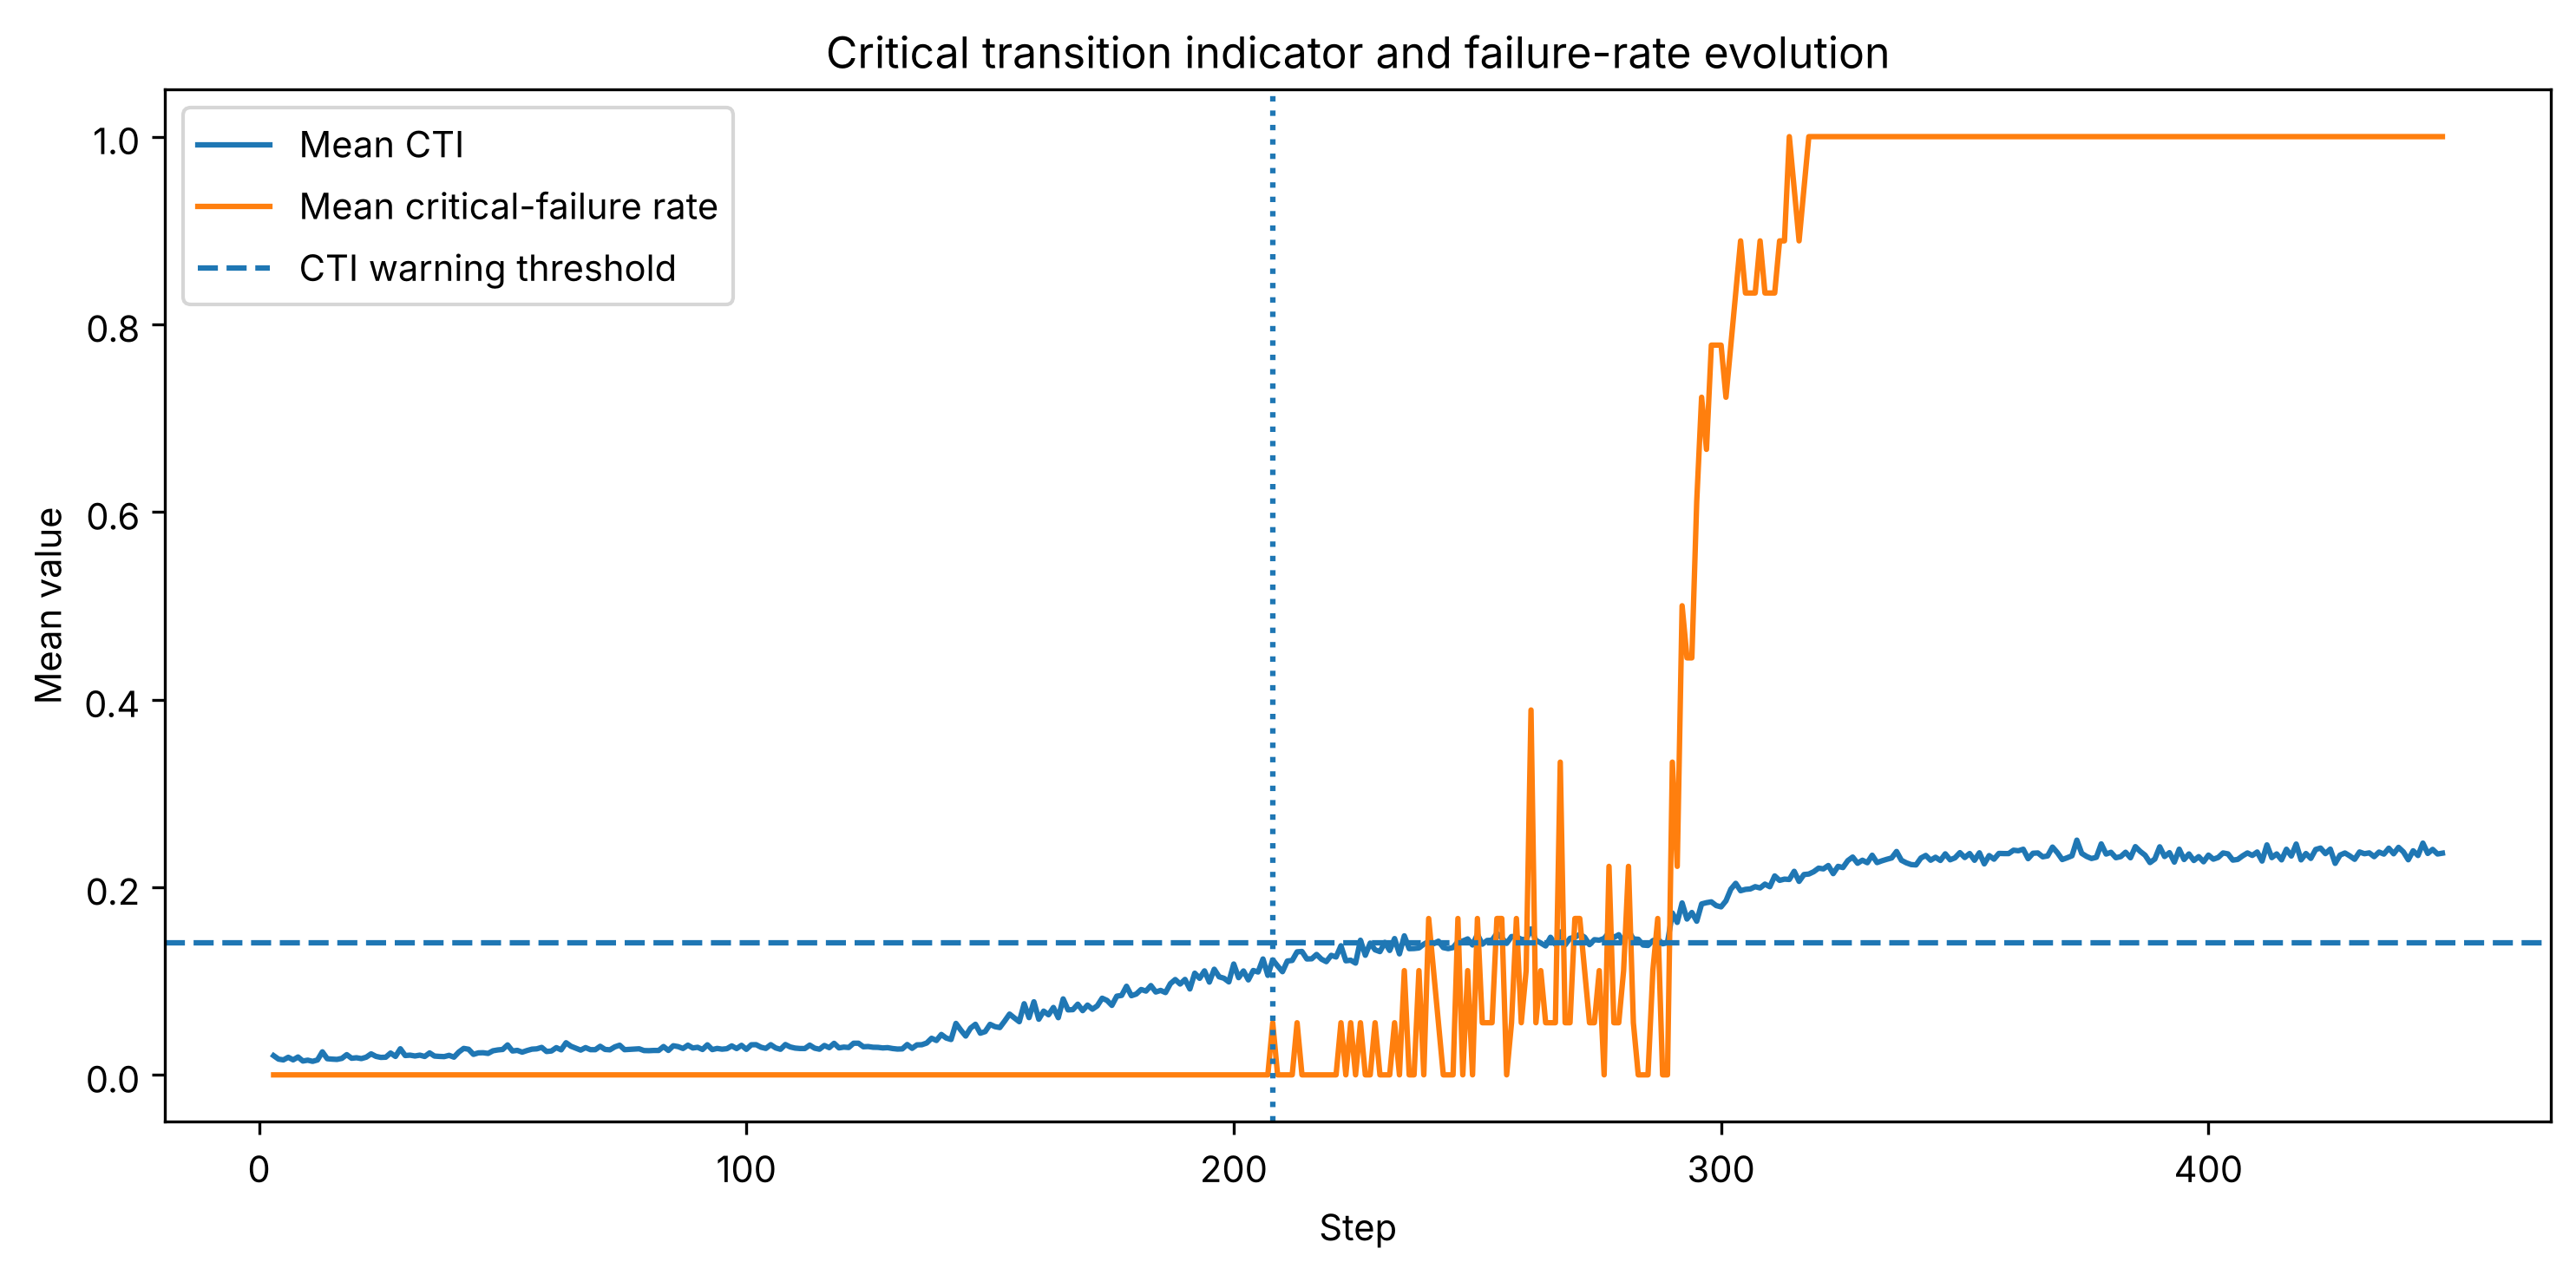 Critical transition indicator and failure-rate evolution
Mean CTI
Mean critical-failure rate
CTI warning threshold
Mean value
1.0
0.8
0.6
0.4
0.2
0.0
0 100 200 300 400
Step